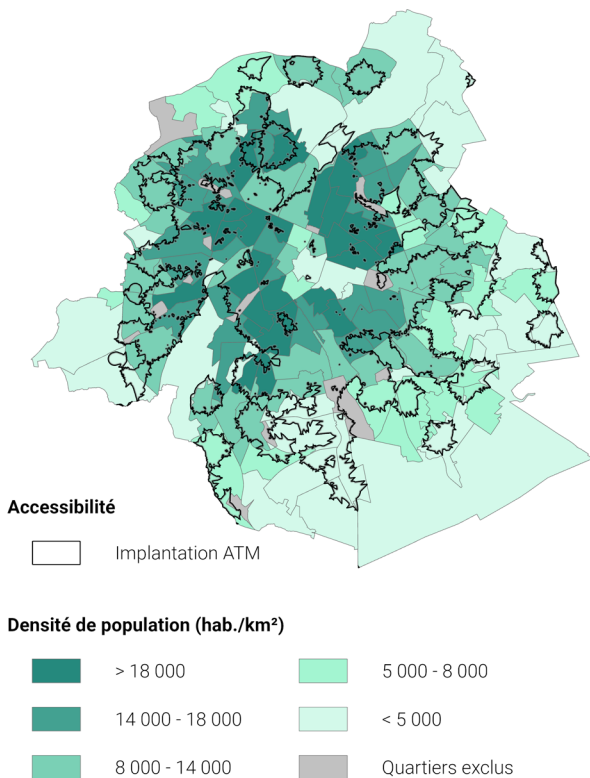 Accessibilité
Implantation ATM
Densité de population (hab./km²)
> 18 000
5 000 - 8 000
14 000 - 18 000
< 5 000
8 000 - 14 000
Quartiers exclus